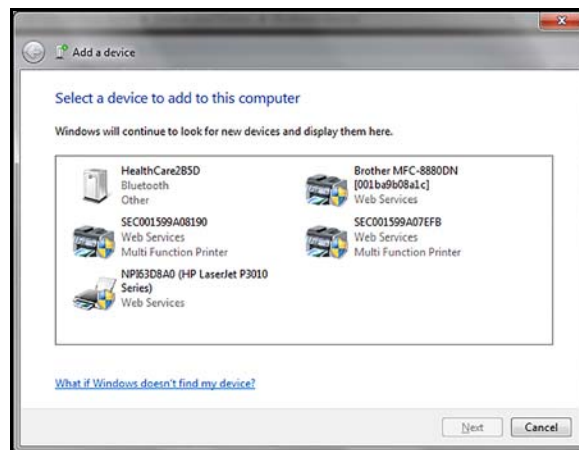 Add a device
Select a device to add to this computer
Windows will continue to look for new devices and display them here.
HealthCare2B5D
Bluetooth
Other
Brother MFC-8880DN
[001ba9b08a1c]
Web Services
SEC001599A08190
Web Services
Multi Function Printer
SEC001599A07EFB
Web Services
Multi Function Printer
NPI63D8A0 (HP LaserJet P3010
Series)
Web Services
What if Windows doesn't find my device?
Next
Cancel